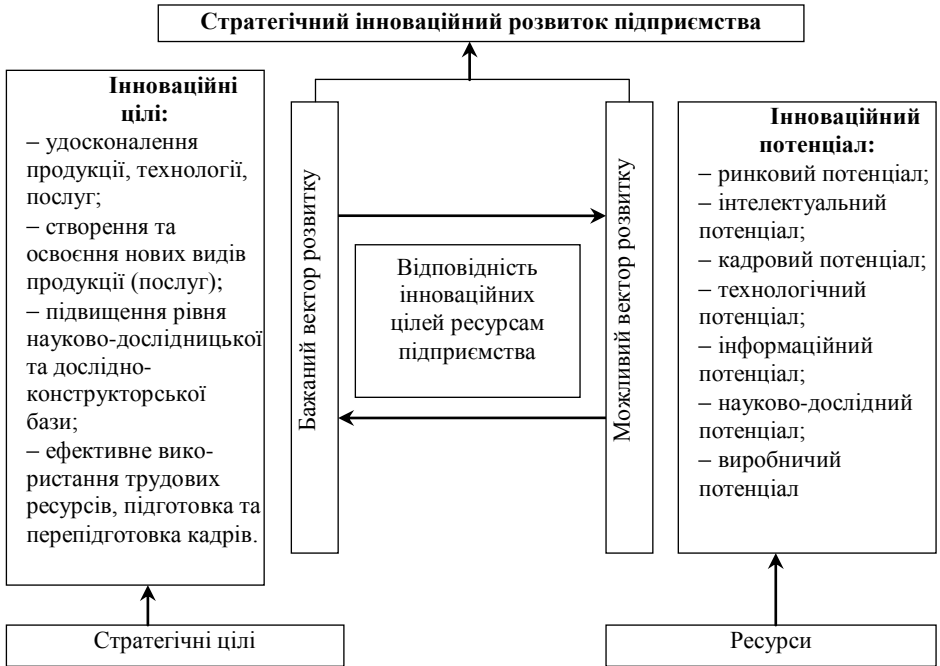 Стратегічний інноваційний розвиток підприємства
Інноваційні
цілі:
– удосконалення
продукції, технології,
послуг;
– створення та
освоєння нових видів
продукції (послуг);
– підвищення рівня
науково-дослідницької
та дослідно-
конструкторської
бази;
– ефективне вико-
ристання трудових
ресурсів, підготовка та
перепідготовка кадрів.
Бажаний вектор розвитку
Відповідність
інноваційних
цілей ресурсам
підприємства
Можливий вектор розвитку
Інноваційний
потенціал:
– ринковий потенціал;
– інтелектуальний
потенціал;
– кадровий потенціал;
– технологічний
потенціал;
– інформаційний
потенціал;
– науково-дослідний
потенціал;
– виробничий
потенціал
Стратегічні цілі
Ресурси